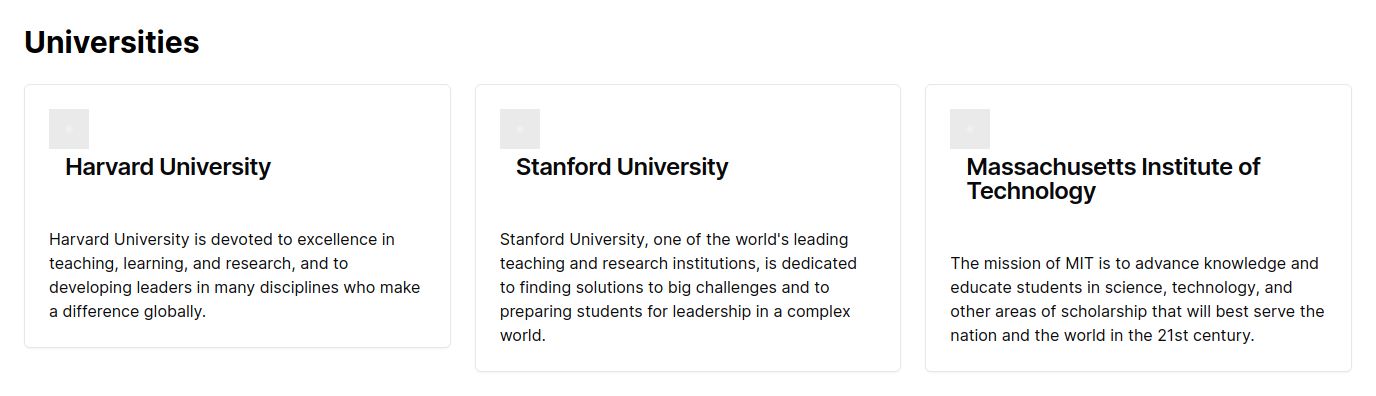 Universities
Harvard University
Harvard University is devoted to excellence in
teaching, learning, and research, and to
developing leaders in many disciplines who make
a difference globally.
Stanford University
Stanford University, one of the world's leading
teaching and research institutions, is dedicated
to finding solutions to big challenges and to
preparing students for leadership in a complex
world.
Massachusetts Institute of
Technology
The mission of MIT is to advance knowledge and
educate students in science, technology, and
other areas of scholarship that will best serve the
nation and the world in the 21st century.